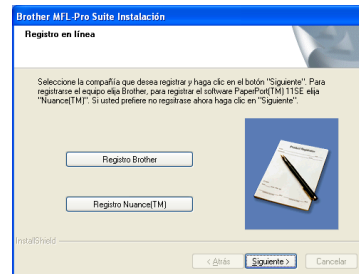 Brother MFL-Pro Suite Instalación
Registro en línea
Seleccione la compañía que desea registrar y haga clic en el botón "Siguiente". Para
registrarse el equipo elija Brother, para registrar el software PaperPort(TM) 11SE elija
"Nuance(TM)". Si usted prefiere no regsitrase ahora haga clic en "Siguiente".
Registro Brother
Registro Nuance(TM)
InstallShield
< Atrás
Siguiente >
Cancelar